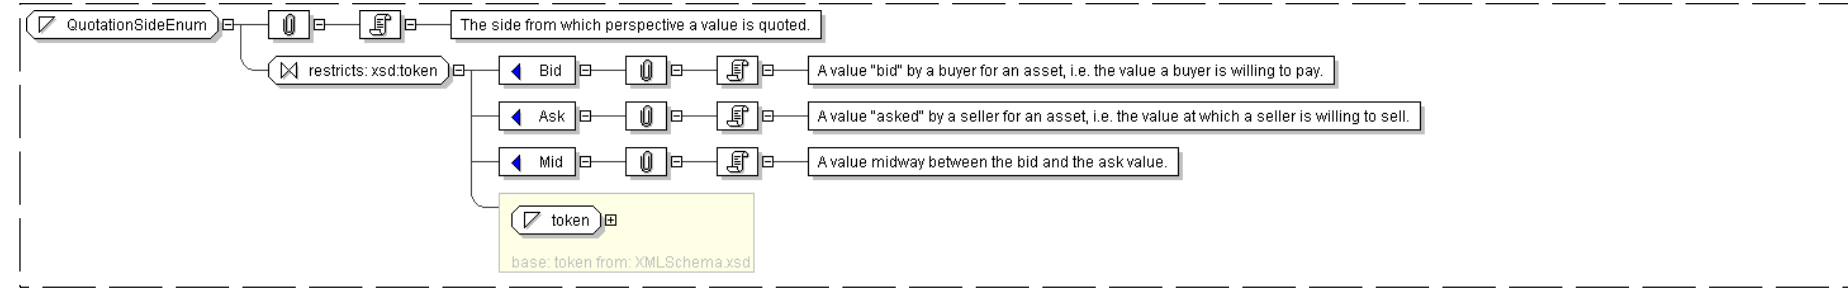 QuotationSideEnum The side from which perspective a value is quoted.
restricts: xsd:token Bid A value "bid" by a buyer for an asset, i.e. the value a buyer is willing to pay.
Ask A value "asked" by a seller for an asset, i.e. the value at which a seller is willing to sell.
Mid A value midway between the bid and the ask value.
token
base: token from: XMLSchema.xsd